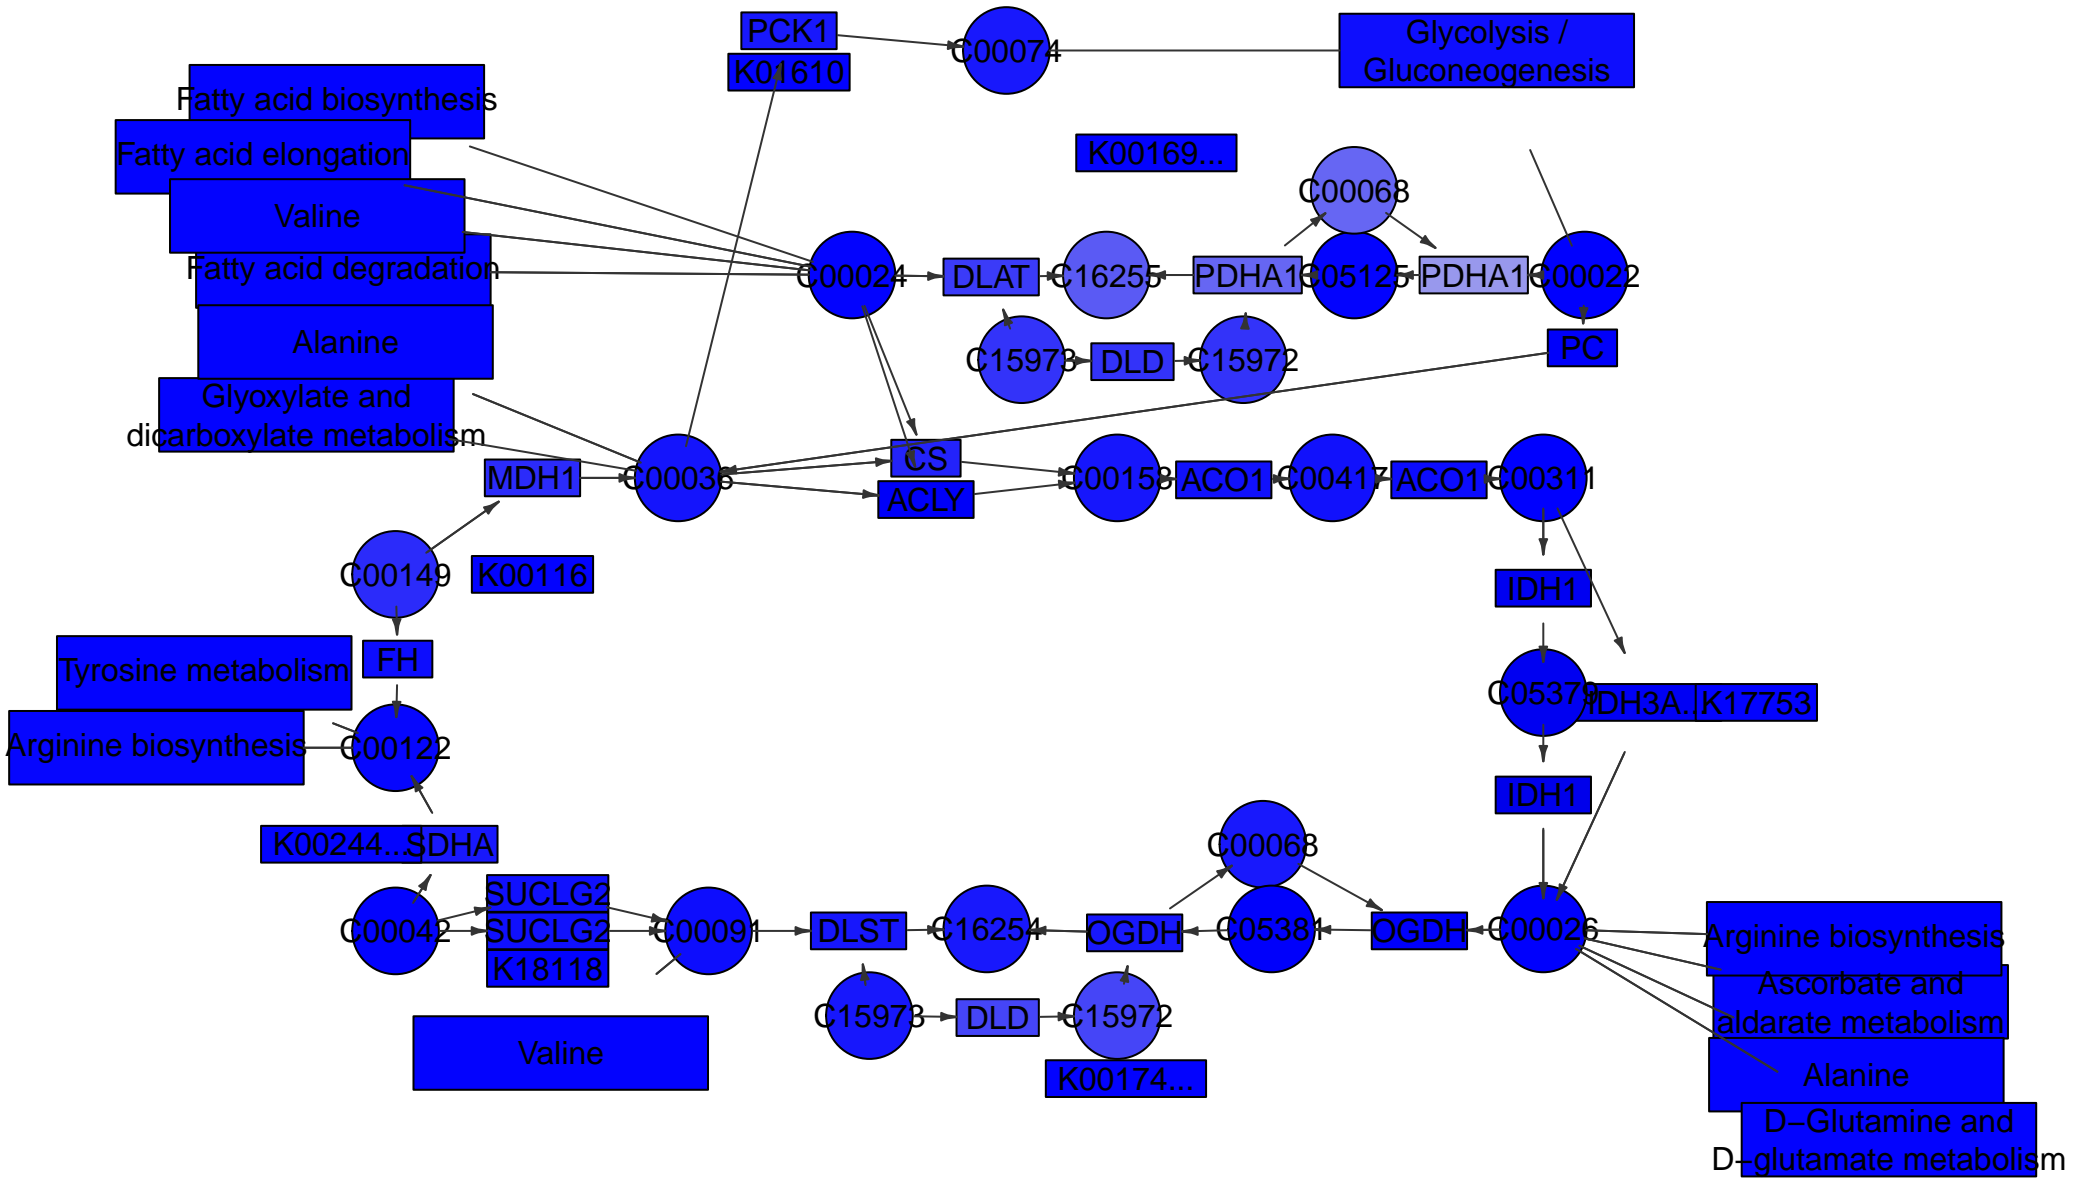 PCK1
C00074
Glycolysis /
Gluconeogenesis
K01610
Fatty acid biosynthesis
Fatty acid elongation
K00169...
C00068
Valine
Fatty acid degradation
C00024
DLAT
C16255
PDHA1
C05125
PDHA1
C00022
Alanine
C15973
DLD
C15972
PC
Glyoxylate and
dicarboxylate metabolism
MDH1
C00036
CS
ACLY
C00158
ACO1
C00417
ACO1
C00311
C00149
K00116
IDH1
FH
Tyrosine metabolism
C05379
IDH3A...
K17753
Arginine biosynthesis
C00122
IDH1
K00244...
SDHA
C00068
SUCLG2
C00042
SUCLG2
C00091
DLST
C16254
OGDH
C05381
OGDH
C00026
Arginine biosynthesis
K18118
Ascorbate and
aldarate metabolism
C15973
DLD
C15972
Valine
K00174...
Alanine
D−Glutamine and
D−glutamate metabolism